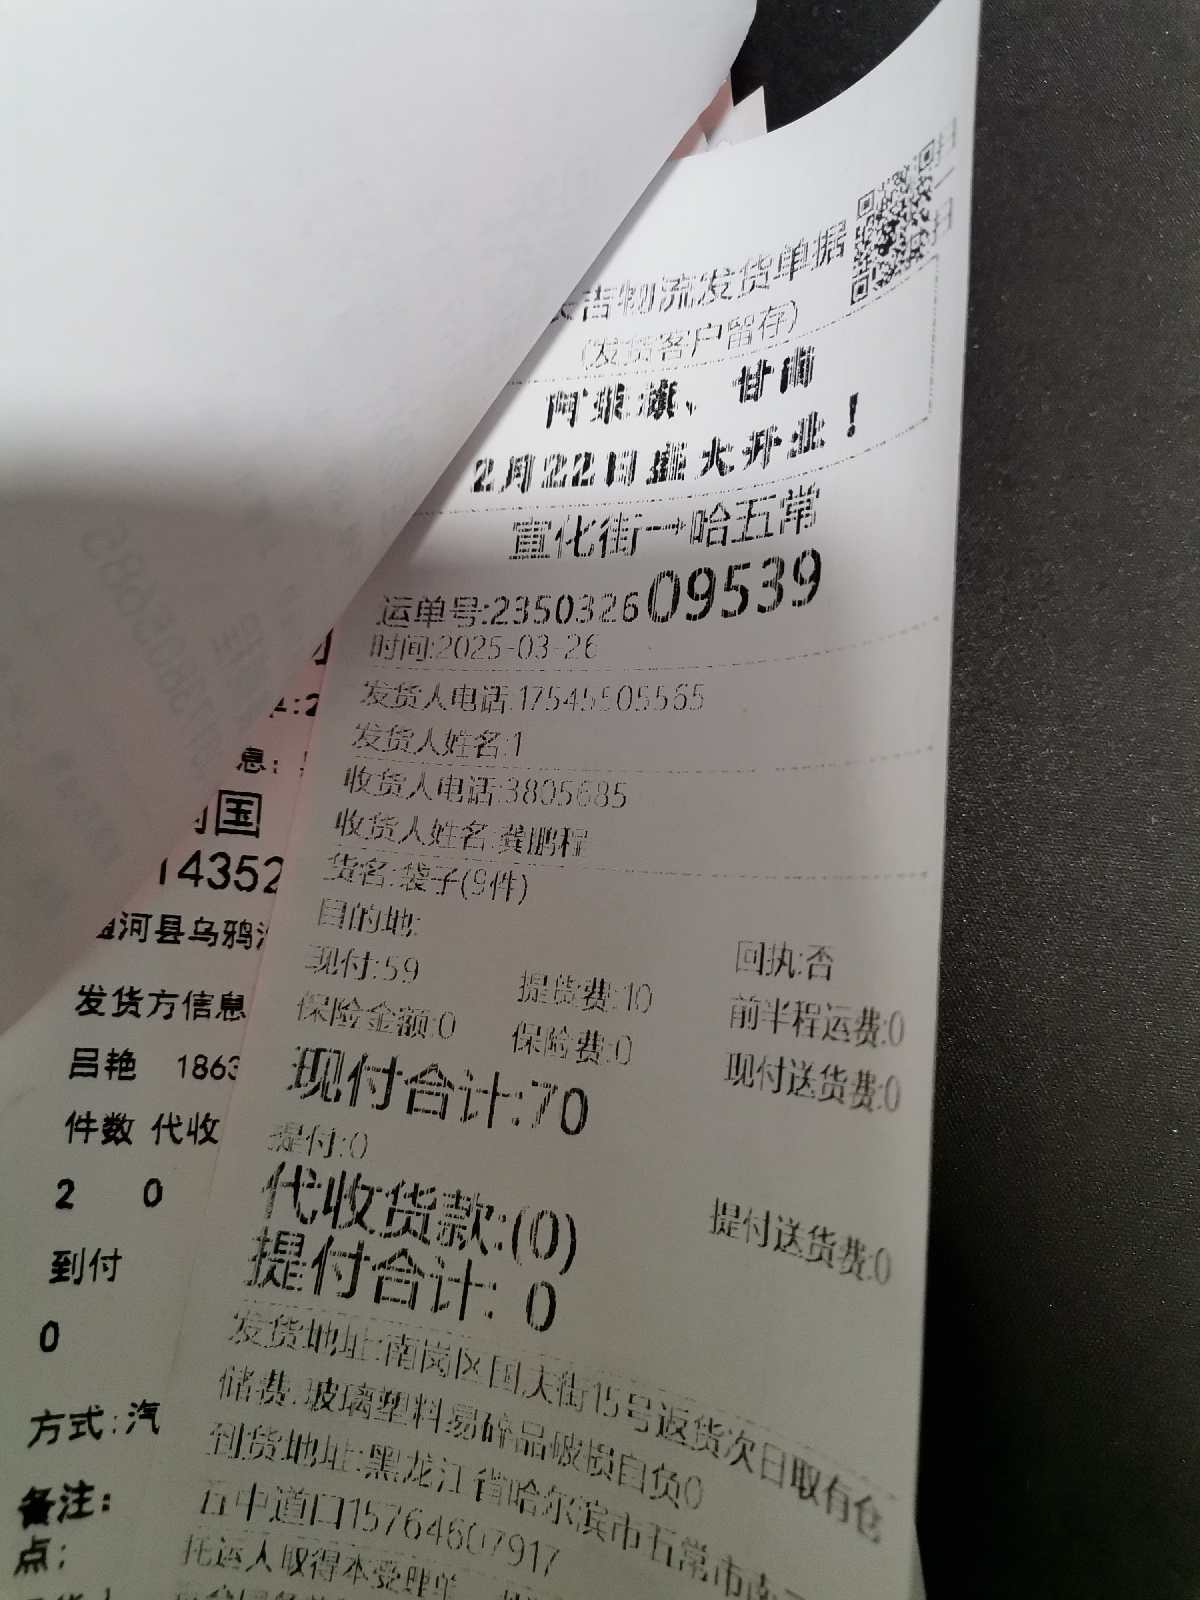 吉物流发货单据
(发货客户留存)
阿张旗、甘南
2月22日盛大开业！
宣化街→哈五常
运单号:235032609539
时间:2025-03-26
发货人电话:17545505565
发货人姓名:1
收货人电话:3805685
收货人姓名:龚鹏程
货名:袋子(9件)
目的地:
回执:否
现付:59 提货费:10 前半程运费:0
保险金额:0 保险费:0 现付送货费:0
现付合计:70
提付:0
代收货款:(0) 提付送货费:0
提付合计: 0
发货地址:南岗区国大街15号返货次日取有仓
储费.玻璃塑料易碎品破损自负0
到货地址:黑龙江省哈尔滨市五常市南
五中道口15764607917
托运人取得本受理单
息:
国
14352
河县乌鸦
发货方信息
吕艳 1863
件数 代收
2 0
到付
0
方式:汽
备注:
点: